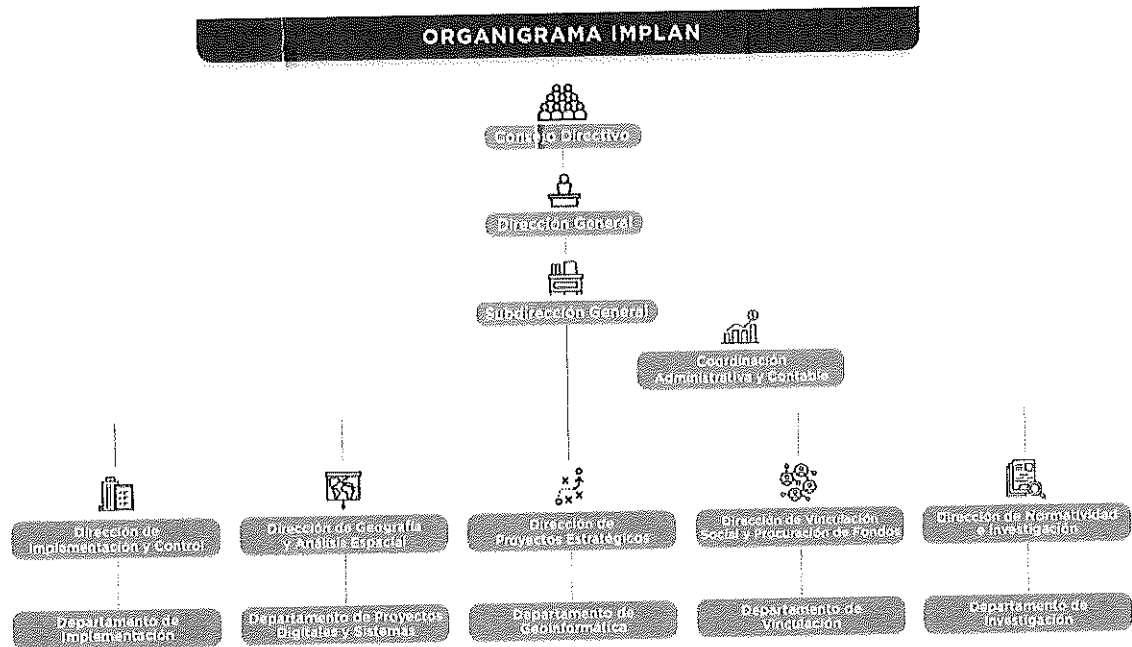 ORGANIGRAMA IMPLAN
Consejo Directivo
Dirección General
Subdirección General
Coordinación
Administrativa y Contable
Dirección de
Implementación y Control
Dirección de Geografía
y Análisis Espacial
Dirección de
Proyectos Estratégicos
Dirección de Vinculación
Social y Procuración de Fondos
Dirección de Normatividad
e Investigación
Departamento de
Implementación
Departamento de Proyectos
Digitales y Sistemas
Departamento de
Geoinformática
Departamento de
Vinculación
Departamento de
Investigación